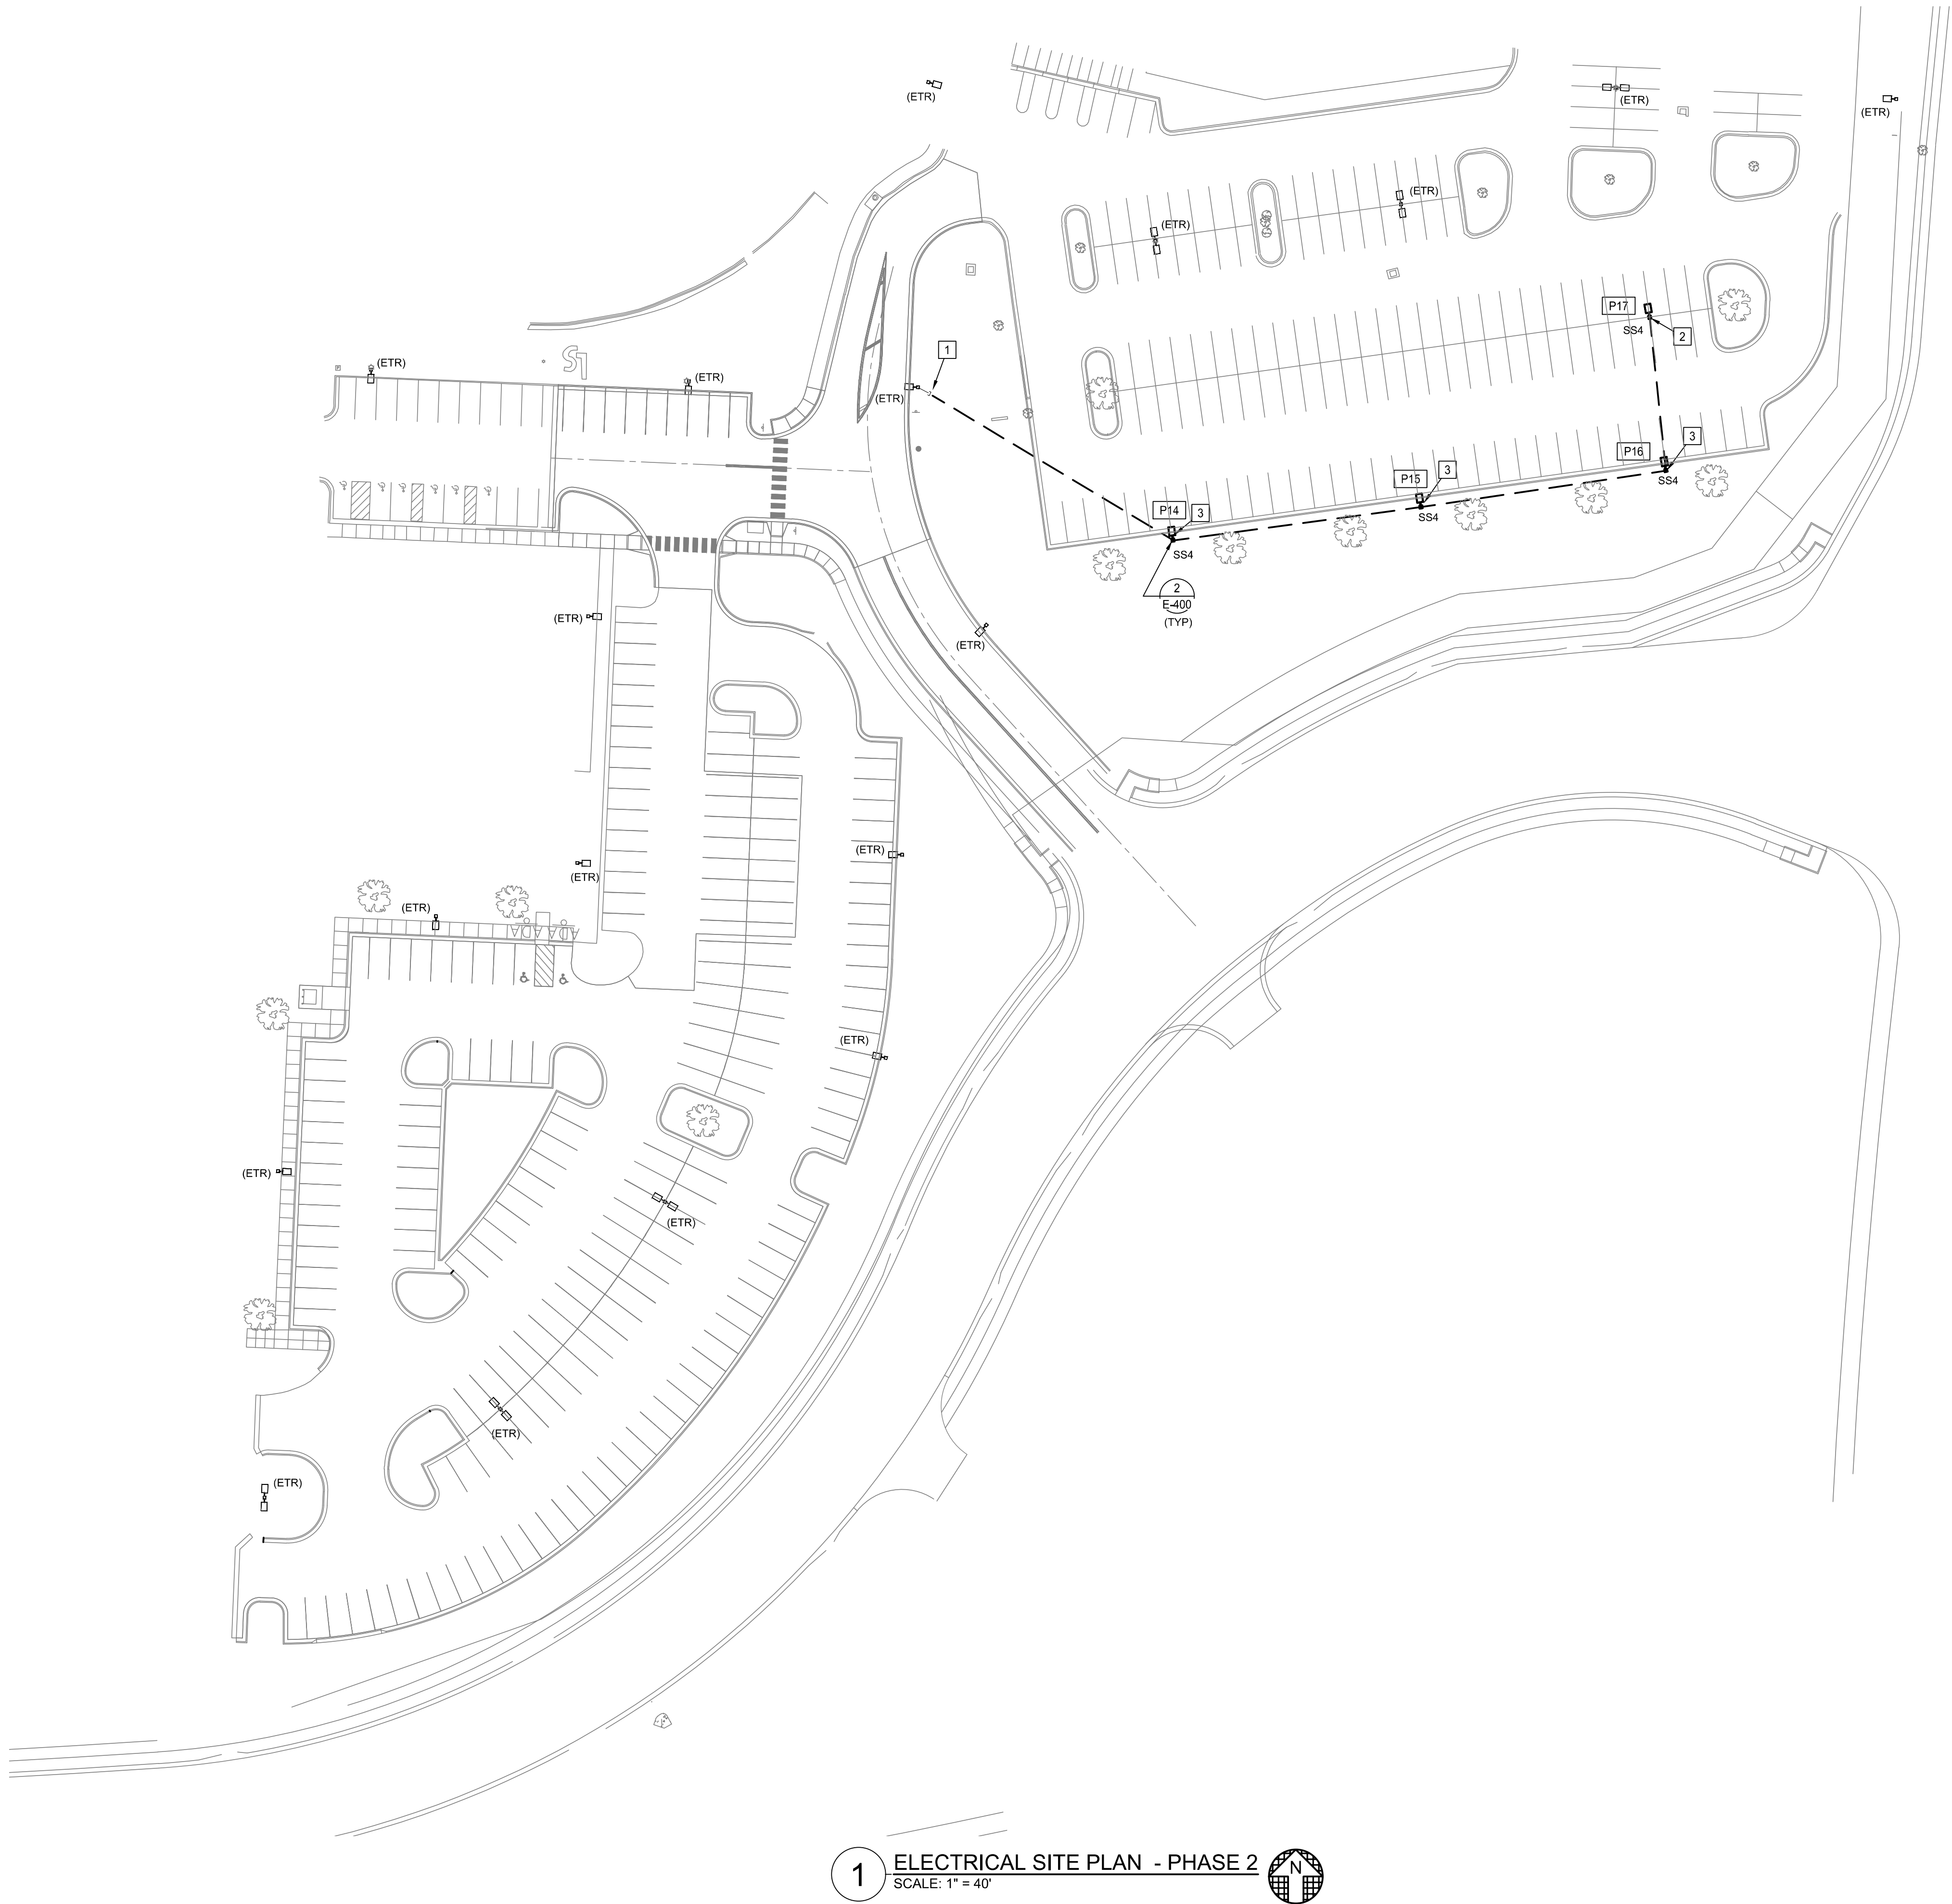 (ETR)
(ETR)
(ETR)
(ETR)
(ETR)
P17
SS4
2
1
(ETR)
(ETR)
(ETR)
P16
3
SS4
P15
3
SS4
P14
3
SS4
2
E-400
(TYP)
(ETR)
(ETR)
(ETR)
(ETR)
(ETR)
(ETR)
(ETR)
(ETR)
(ETR)
(ETR)
1
ELECTRICAL SITE PLAN - PHASE 2
SCALE: 1" = 40'
N